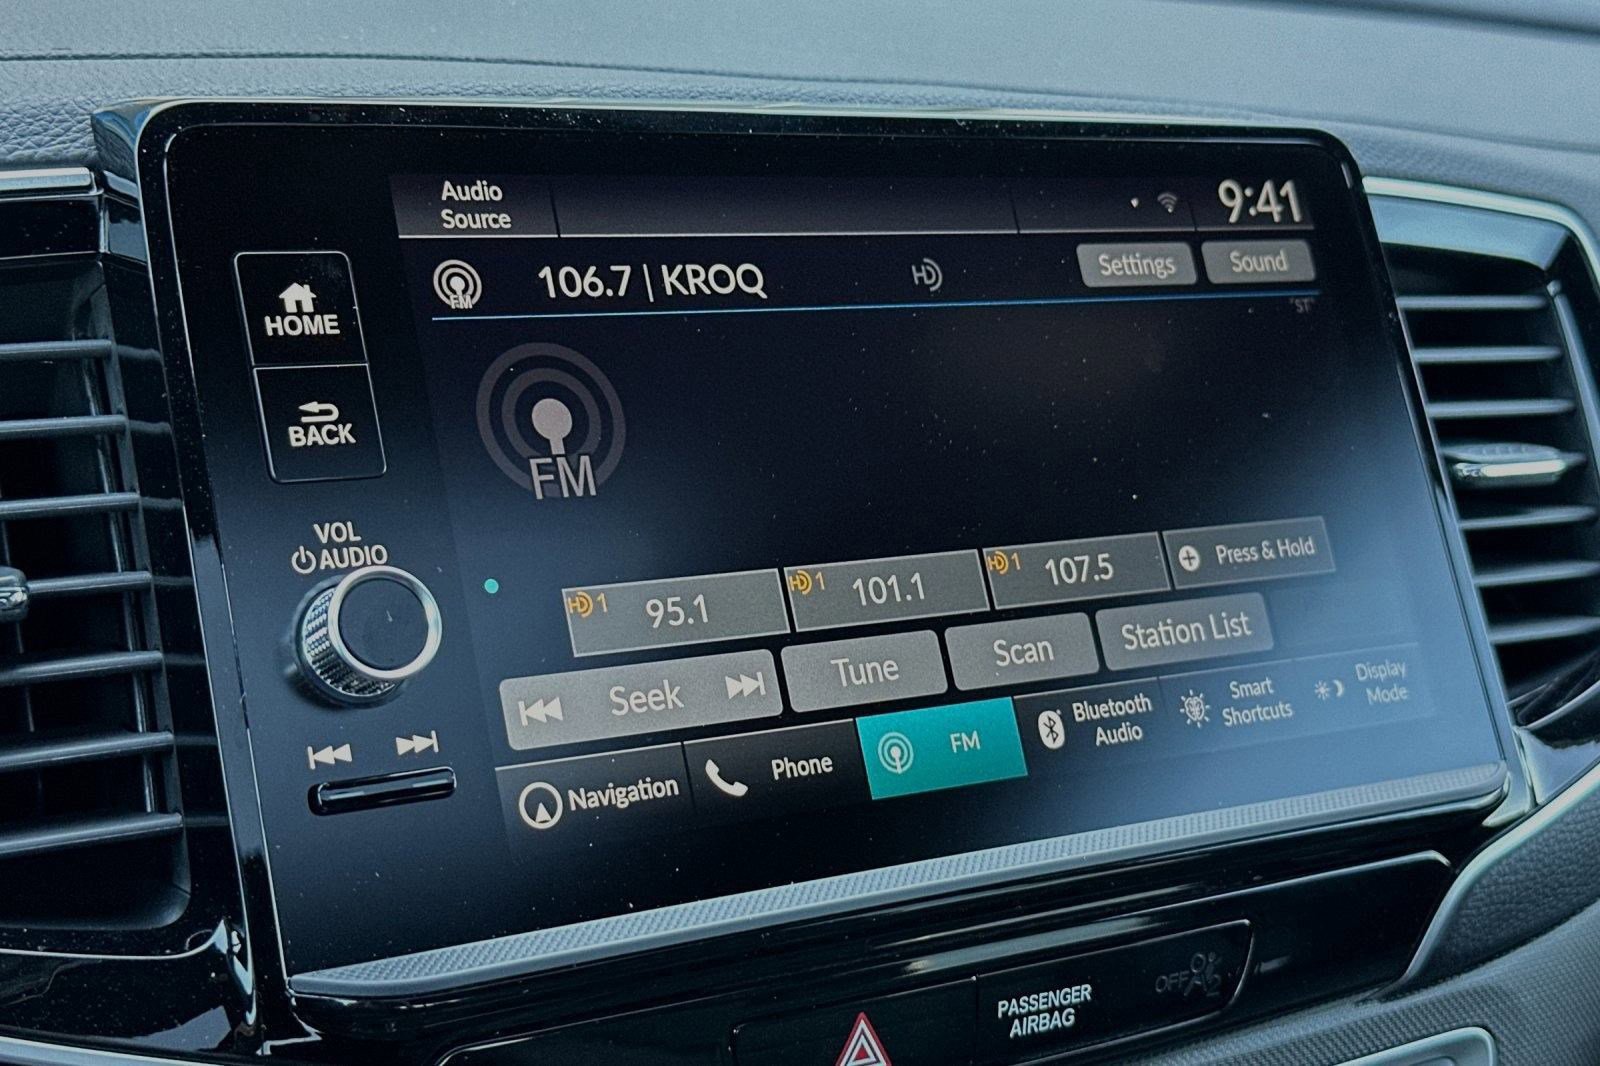 Audio
Source
9:41
FM
106.7 | KROQ
HD
Settings
Sound
"ST"
HOME
BACK
FM
VOL
AUDIO
HD 1
95.1
HD 1
101.1
HD 1
107.5
Press & Hold
Seek
Tune
Scan
Station List
Navigation
Phone
FM
Bluetooth
Audio
Smart
Shortcuts
Display
Mode
PASSENGER
AIRBAG
OFF